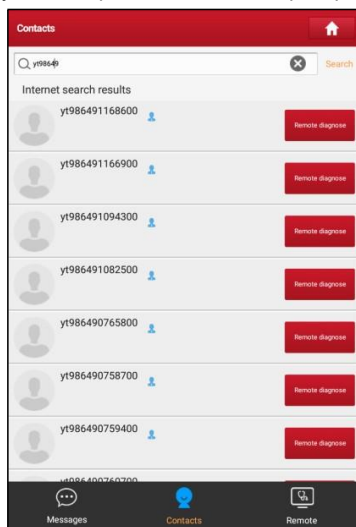 Contacts
yt98649
Search
Internet search results
yt986491168600
Remote diagnose
yt986491166900
Remote diagnose
yt986491094300
Remote diagnose
yt986491082500
Remote diagnose
yt986490765800
Remote diagnose
yt986490758700
Remote diagnose
yt986490759400
Remote diagnose
Messages
Contacts
Remote